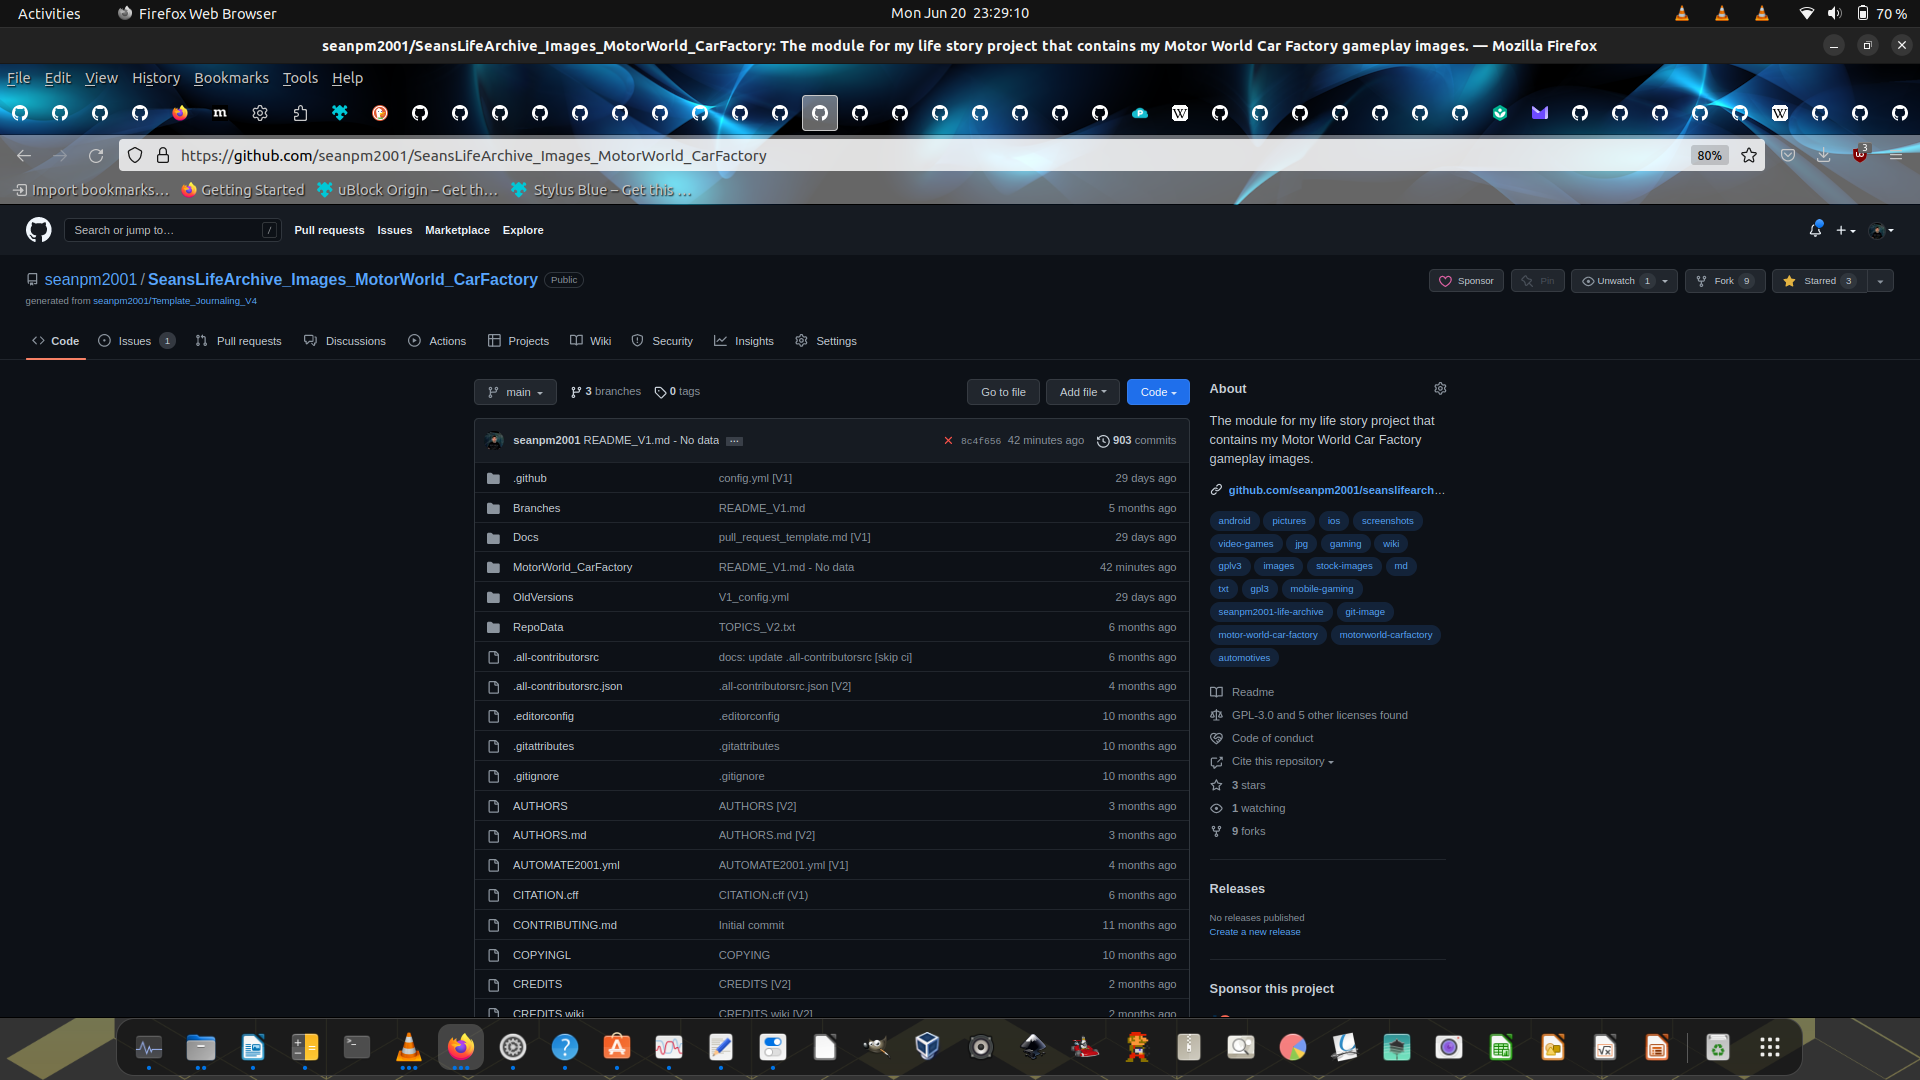 Activities Firefox Web Browser Mon Jun 20 23:29:10 70 %
seanpm2001/SeansLifeArchive_Images_MotorWorld_CarFactory: The module for my life story project that contains my Motor World Car Factory gameplay images. — Mozilla Firefox
File Edit View History Bookmarks Tools Help
https://github.com/seanpm2001/SeansLifeArchive_Images_MotorWorld_CarFactory 80% 3
Import bookmarks... Getting Started uBlock Origin – Get th... Stylus Blue – Get this ...
Search or jump to... / Pull requests Issues Marketplace Explore
seanpm2001 / SeansLifeArchive_Images_MotorWorld_CarFactory Public Sponsor Pin Unwatch 1 Fork 9 Starred 3
generated from seanpm2001/Template_Journaling_V4
Code Issues 1 Pull requests Discussions Actions Projects Wiki Security Insights Settings
main 3 branches 0 tags Go to file Add file Code
seanpm2001 README_V1.md - No data ... 8c4f656 42 minutes ago 903 commits
.github config.yml [V1] 29 days ago
Branches README_V1.md 5 months ago
Docs pull_request_template.md [V1] 29 days ago
MotorWorld_CarFactory README_V1.md - No data 42 minutes ago
OldVersions V1_config.yml 29 days ago
RepoData TOPICS_V2.txt 6 months ago
.all-contributorsrc docs: update .all-contributorsrc [skip ci] 6 months ago
.all-contributorsrc.json .all-contributorsrc.json [V2] 4 months ago
.editorconfig .editorconfig 10 months ago
.gitattributes .gitattributes 10 months ago
.gitignore .gitignore 10 months ago
AUTHORS AUTHORS [V2] 3 months ago
AUTHORS.md AUTHORS.md [V2] 3 months ago
AUTOMATE2001.yml AUTOMATE2001.yml [V1] 4 months ago
CITATION.cff CITATION.cff (V1) 6 months ago
CONTRIBUTING.md Initial commit 11 months ago
COPYINGL COPYING 10 months ago
CREDITS CREDITS [V2] 2 months ago
CREDITS.wiki CREDITS.wiki [V2] 2 months ago
About
The module for my life story project that
contains my Motor World Car Factory
gameplay images.
github.com/seanpm2001/seanslifearch...
android pictures ios screenshots
video-games jpg gaming wiki
gplv3 images stock-images md
txt gpl3 mobile-gaming
seanpm2001-life-archive git-image
motor-world-car-factory motorworld-carfactory
automotives
Readme
GPL-3.0 and 5 other licenses found
Code of conduct
Cite this repository
3 stars
1 watching
9 forks
Releases
No releases published
Create a new release
Sponsor this project